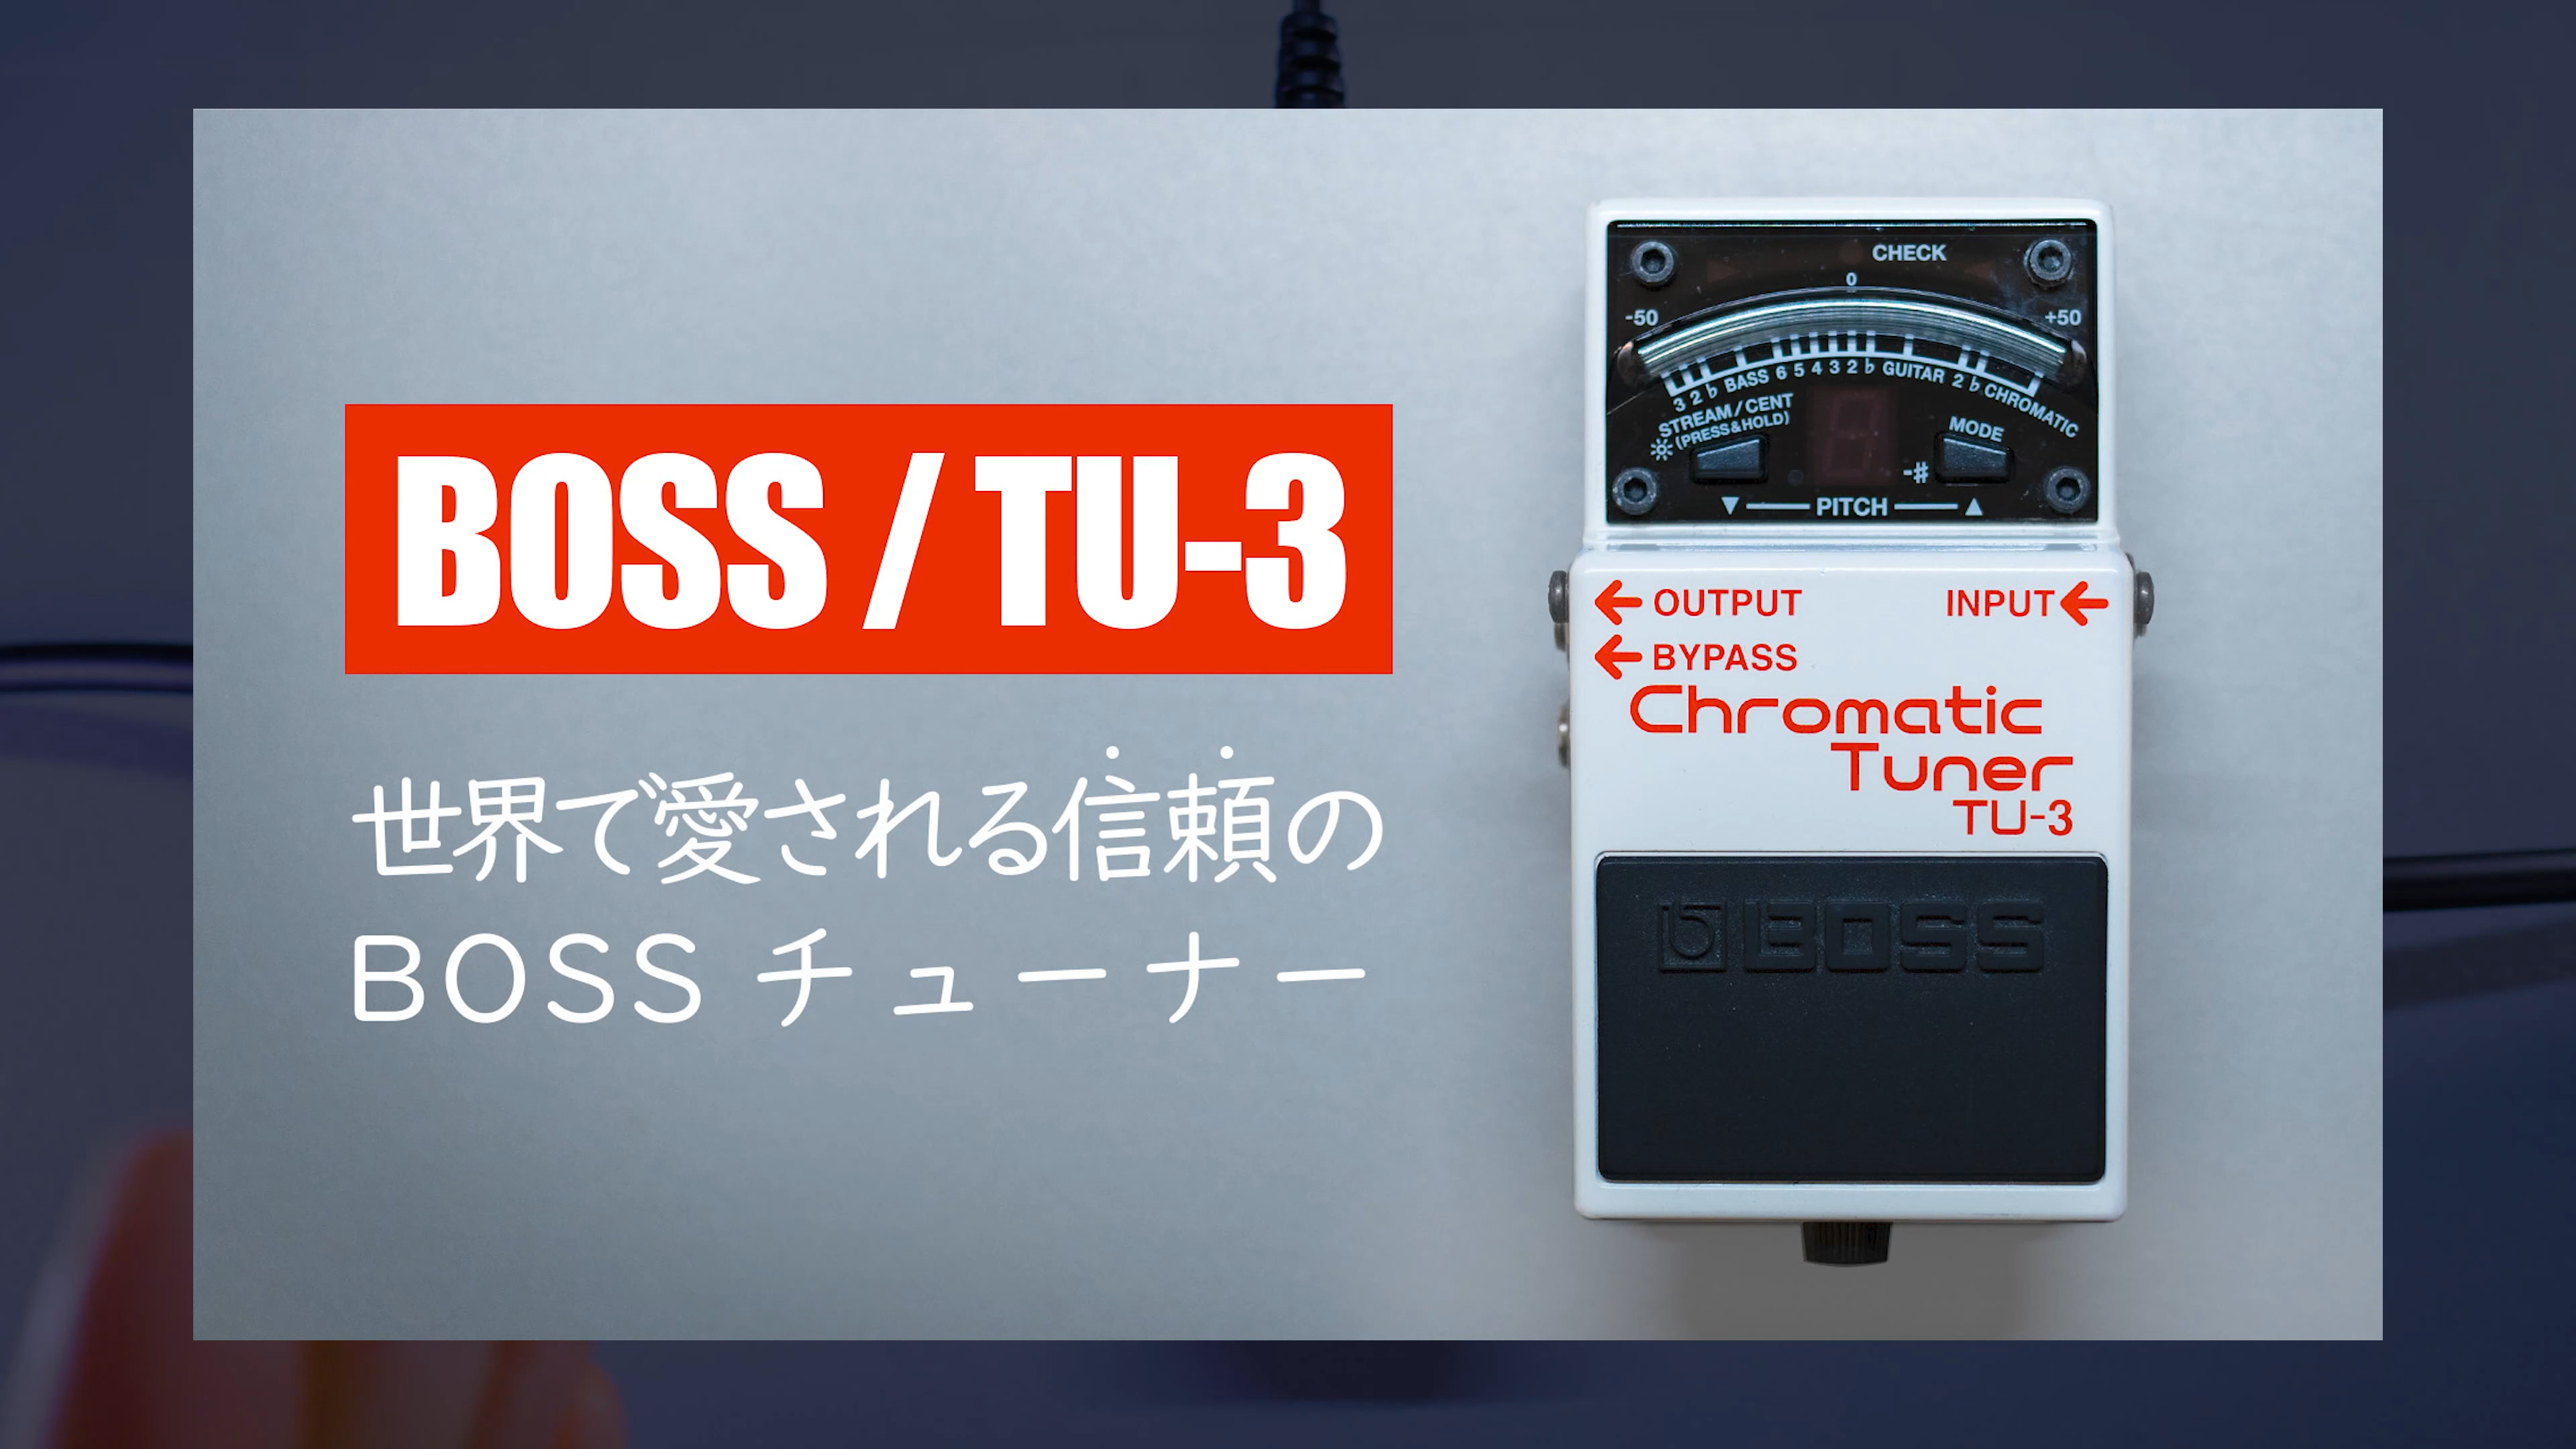 BOSS / TU-3
世界で愛される信頼の
BOSS チューナー
CHECK
0
-50 +50
3 2 ♭ BASS 6 5 4 3 2 ♭ GUITAR 2 ♭ CHROMATIC
STREAM/CENT
(PRESS&HOLD)
MODE
-#
▼ PITCH ▲
← OUTPUT INPUT ←
← BYPASS
Chromatic
Tuner
TU-3
BOSS